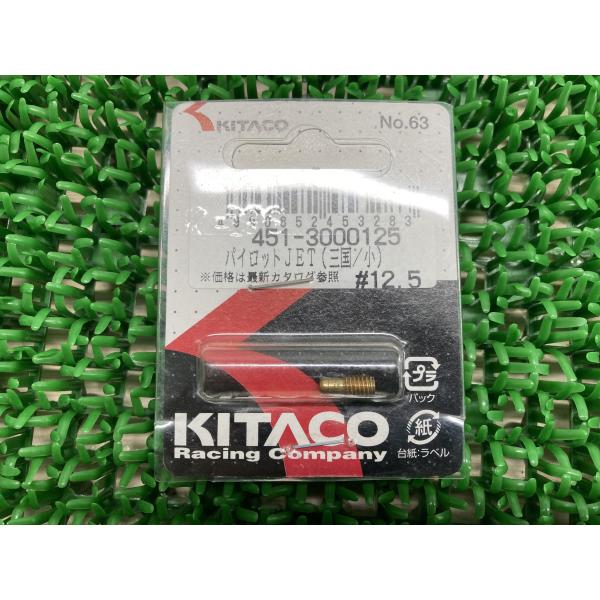 KITACO
No.63
451-3000125
パイロットJET(三国/小)
※価格は最新カタログ参照
#12.5
プラ
パック
KITACO
Racing Company
紙
台紙:ラベル